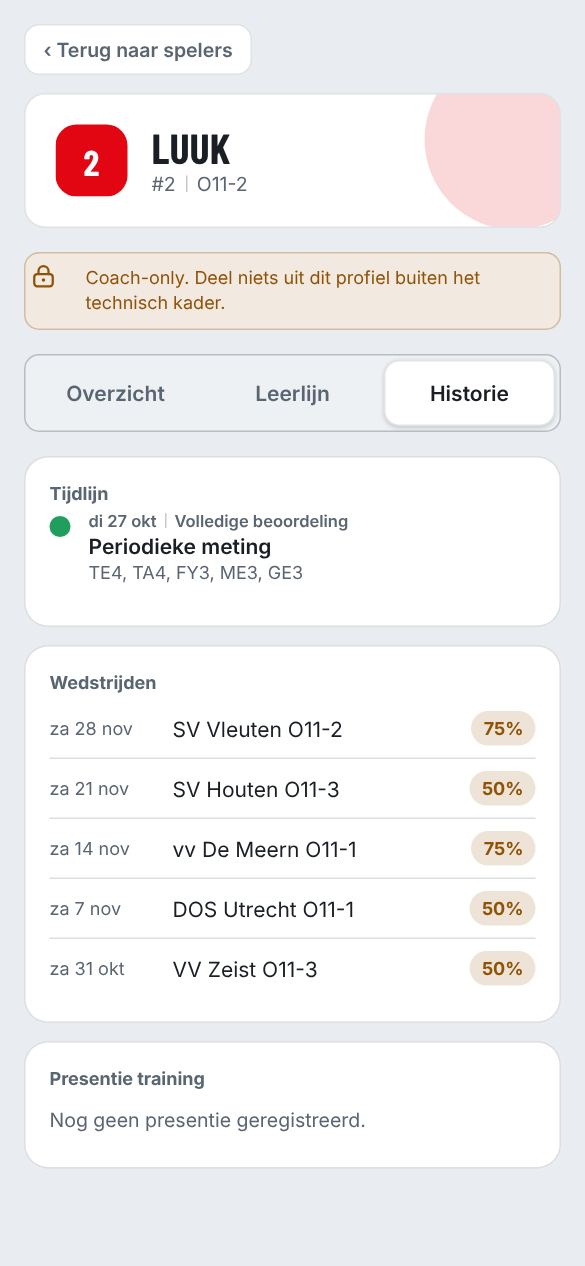 ‹ Terug naar spelers
2
LUUK
#2 | O11-2
Coach-only. Deel niets uit dit profiel buiten het
technisch kader.
Overzicht
Leerlijn
Historie
Tijdlijn
di 27 okt | Volledige beoordeling
Periodieke meting
TE4, TA4, FY3, ME3, GE3
Wedstrijden
za 28 nov SV Vleuten O11-2 75%
za 21 nov SV Houten O11-3 50%
za 14 nov vv De Meern O11-1 75%
za 7 nov DOS Utrecht O11-1 50%
za 31 okt VV Zeist O11-3 50%
Presentie training
Nog geen presentie geregistreerd.